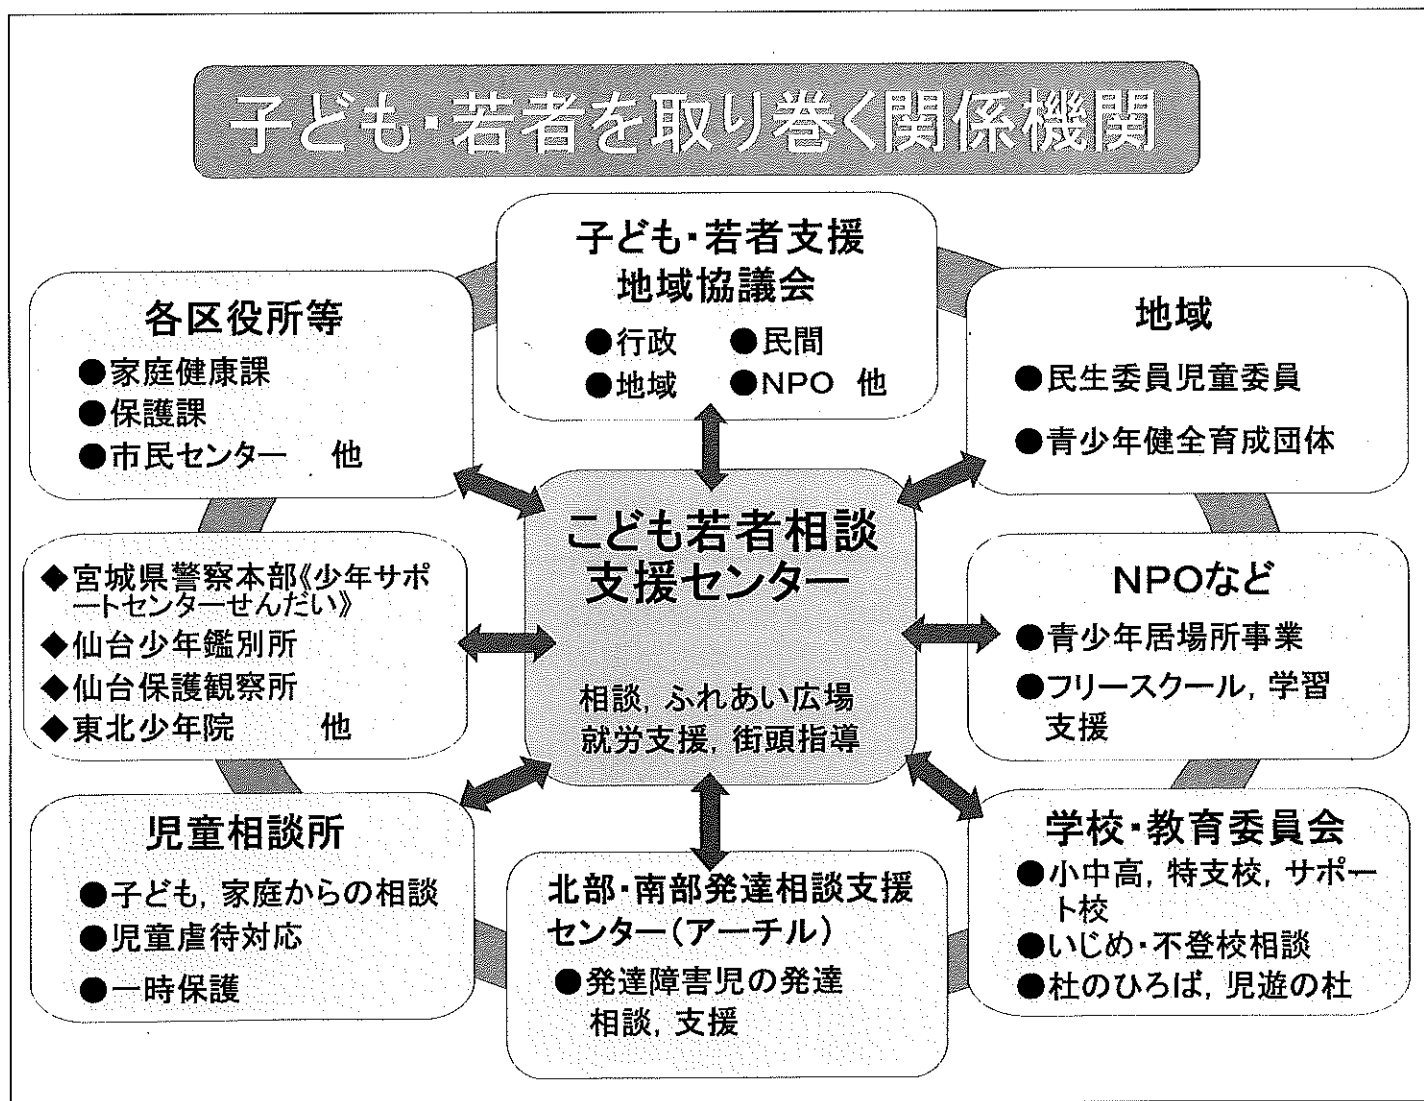 子ども・若者を取り巻く関係機関
子ども・若者支援
地域協議会
●行政 ●民間
●地域 ●NPO 他
各区役所等
●家庭健康課
●保護課
●市民センター 他
地域
●民生委員児童委員
●青少年健全育成団体
こども若者相談
支援センター
相談, ふれあい広場
就労支援, 街頭指導
◆宮城県警察本部《少年サポ
ートセンターせんだい》
◆仙台少年鑑別所
◆仙台保護観察所
◆東北少年院 他
NPOなど
●青少年居場所事業
●フリースクール, 学習
支援
児童相談所
●子ども, 家庭からの相談
●児童虐待対応
●一時保護
北部・南部発達相談支援
センター(アーチル)
●発達障害児の発達
相談, 支援
学校・教育委員会
●小中高, 特支校, サポー
ト校
●いじめ・不登校相談
●杜のひろば, 児遊の杜